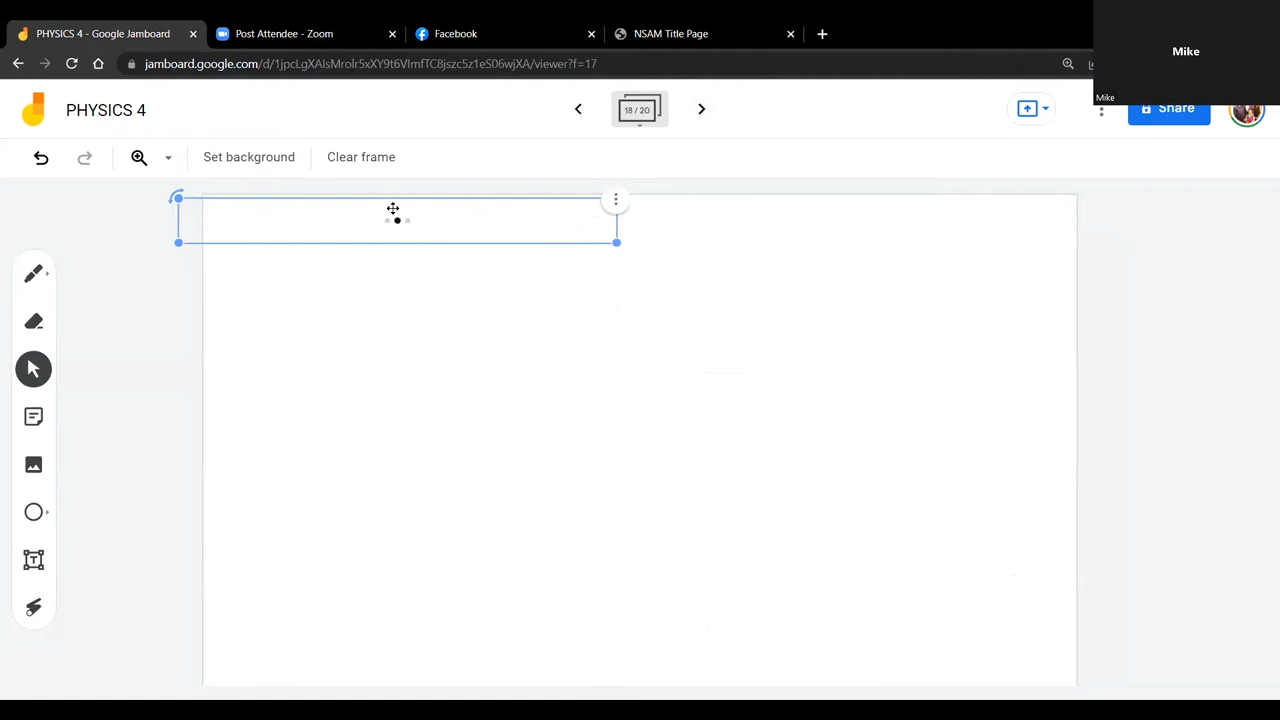 PHYSICS 4 - Google Jamboard
Post Attendee - Zoom
Facebook
NSAM Title Page
Mike
jamboard.google.com/d/1jpcLgXAIsMrolr5xXY9t6VlmfTC8jszc5z1eS06wjXA/viewer?f=17
Mike
PHYSICS 4
18 / 20
Share
Set background
Clear frame